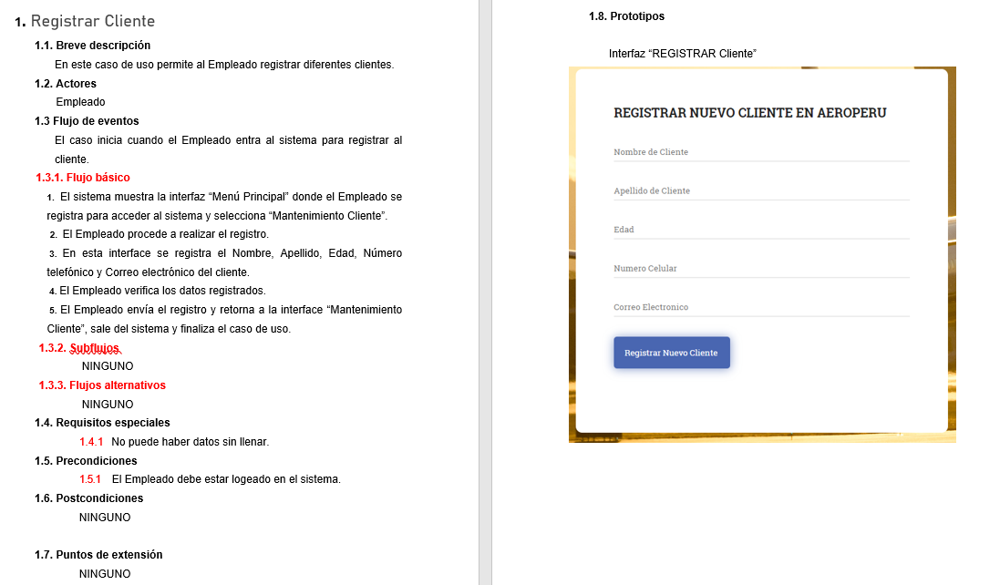 1. Registrar Cliente
1.1. Breve descripción
En este caso de uso permite al Empleado registrar diferentes clientes.
1.2. Actores
Empleado
1.3 Flujo de eventos
El caso inicia cuando el Empleado entra al sistema para registrar al
cliente.
1.3.1. Flujo básico
1. El sistema muestra la interfaz “Menú Principal” donde el Empleado se
registra para acceder al sistema y selecciona “Mantenimiento Cliente”.
2. El Empleado procede a realizar el registro.
3. En esta interface se registra el Nombre, Apellido, Edad, Número
telefónico y Correo electrónico del cliente.
4. El Empleado verifica los datos registrados.
5. El Empleado envía el registro y retorna a la interface “Mantenimiento
Cliente”, sale del sistema y finaliza el caso de uso.
1.3.2. Subflujos
NINGUNO
1.3.3. Flujos alternativos
NINGUNO
1.4. Requisitos especiales
1.4.1 No puede haber datos sin llenar.
1.5. Precondiciones
1.5.1 El Empleado debe estar logeado en el sistema.
1.6. Postcondiciones
NINGUNO
1.7. Puntos de extensión
NINGUNO
1.8. Prototipos
Interfaz “REGISTRAR Cliente”
REGISTRAR NUEVO CLIENTE EN AEROPERU
Nombre de Cliente
Apellido de Cliente
Edad
Numero Celular
Correo Electronico
Registrar Nuevo Cliente